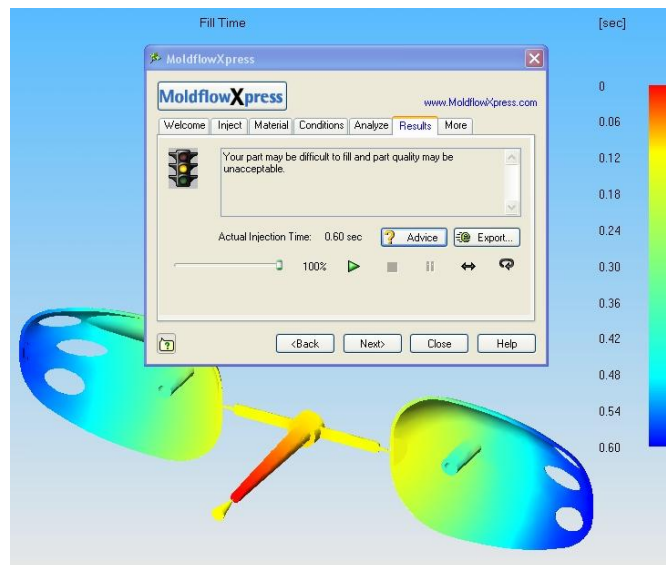 Fill Time
[sec]
MoldflowXpress
MoldflowXpress
www.MoldflowXpress.com
Welcome Inject Material Conditions Analyze Results More
Your part may be difficult to fill and part quality may be
unacceptable.
Actual Injection Time: 0.60 sec
? Advice
Export...
100%
<Back Next> Close Help
0
0.06
0.12
0.18
0.24
0.30
0.36
0.42
0.48
0.54
0.60